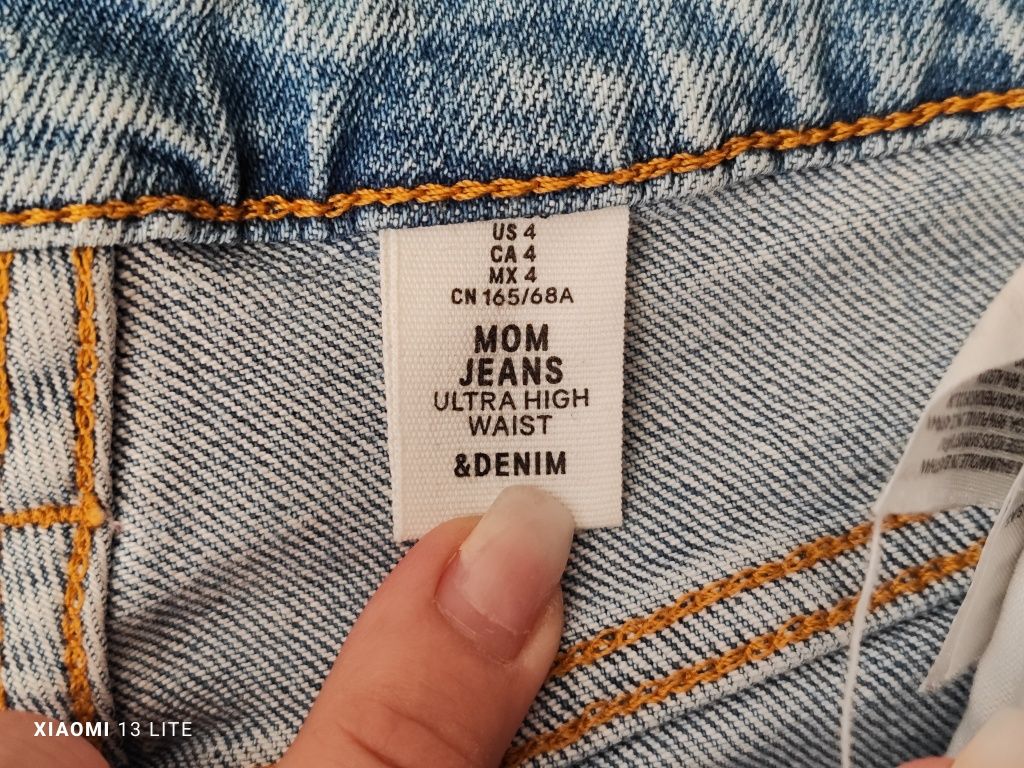 US 4
CA 4
MX 4
CN 165/68A
MOM
JEANS
ULTRA HIGH
WAIST
&DENIM
XIAOMI 13 LITE